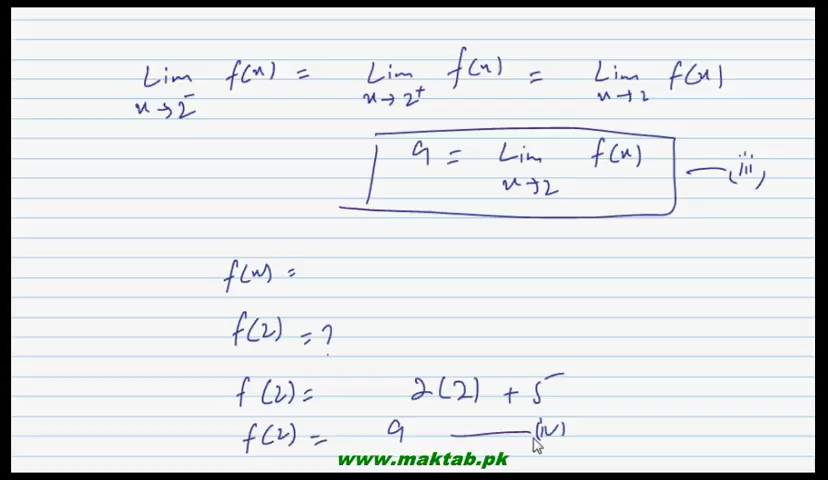 Lim f(x) = Lim f(x) = Lim f(x)
x→2⁻ x→2⁺ x→2
9 = Lim f(x) —(iii)
x→2
f(x) =
f(2) = ?
f(2) = 2(2) + 5
f(2) = 9 —(iv)
www.maktab.pk